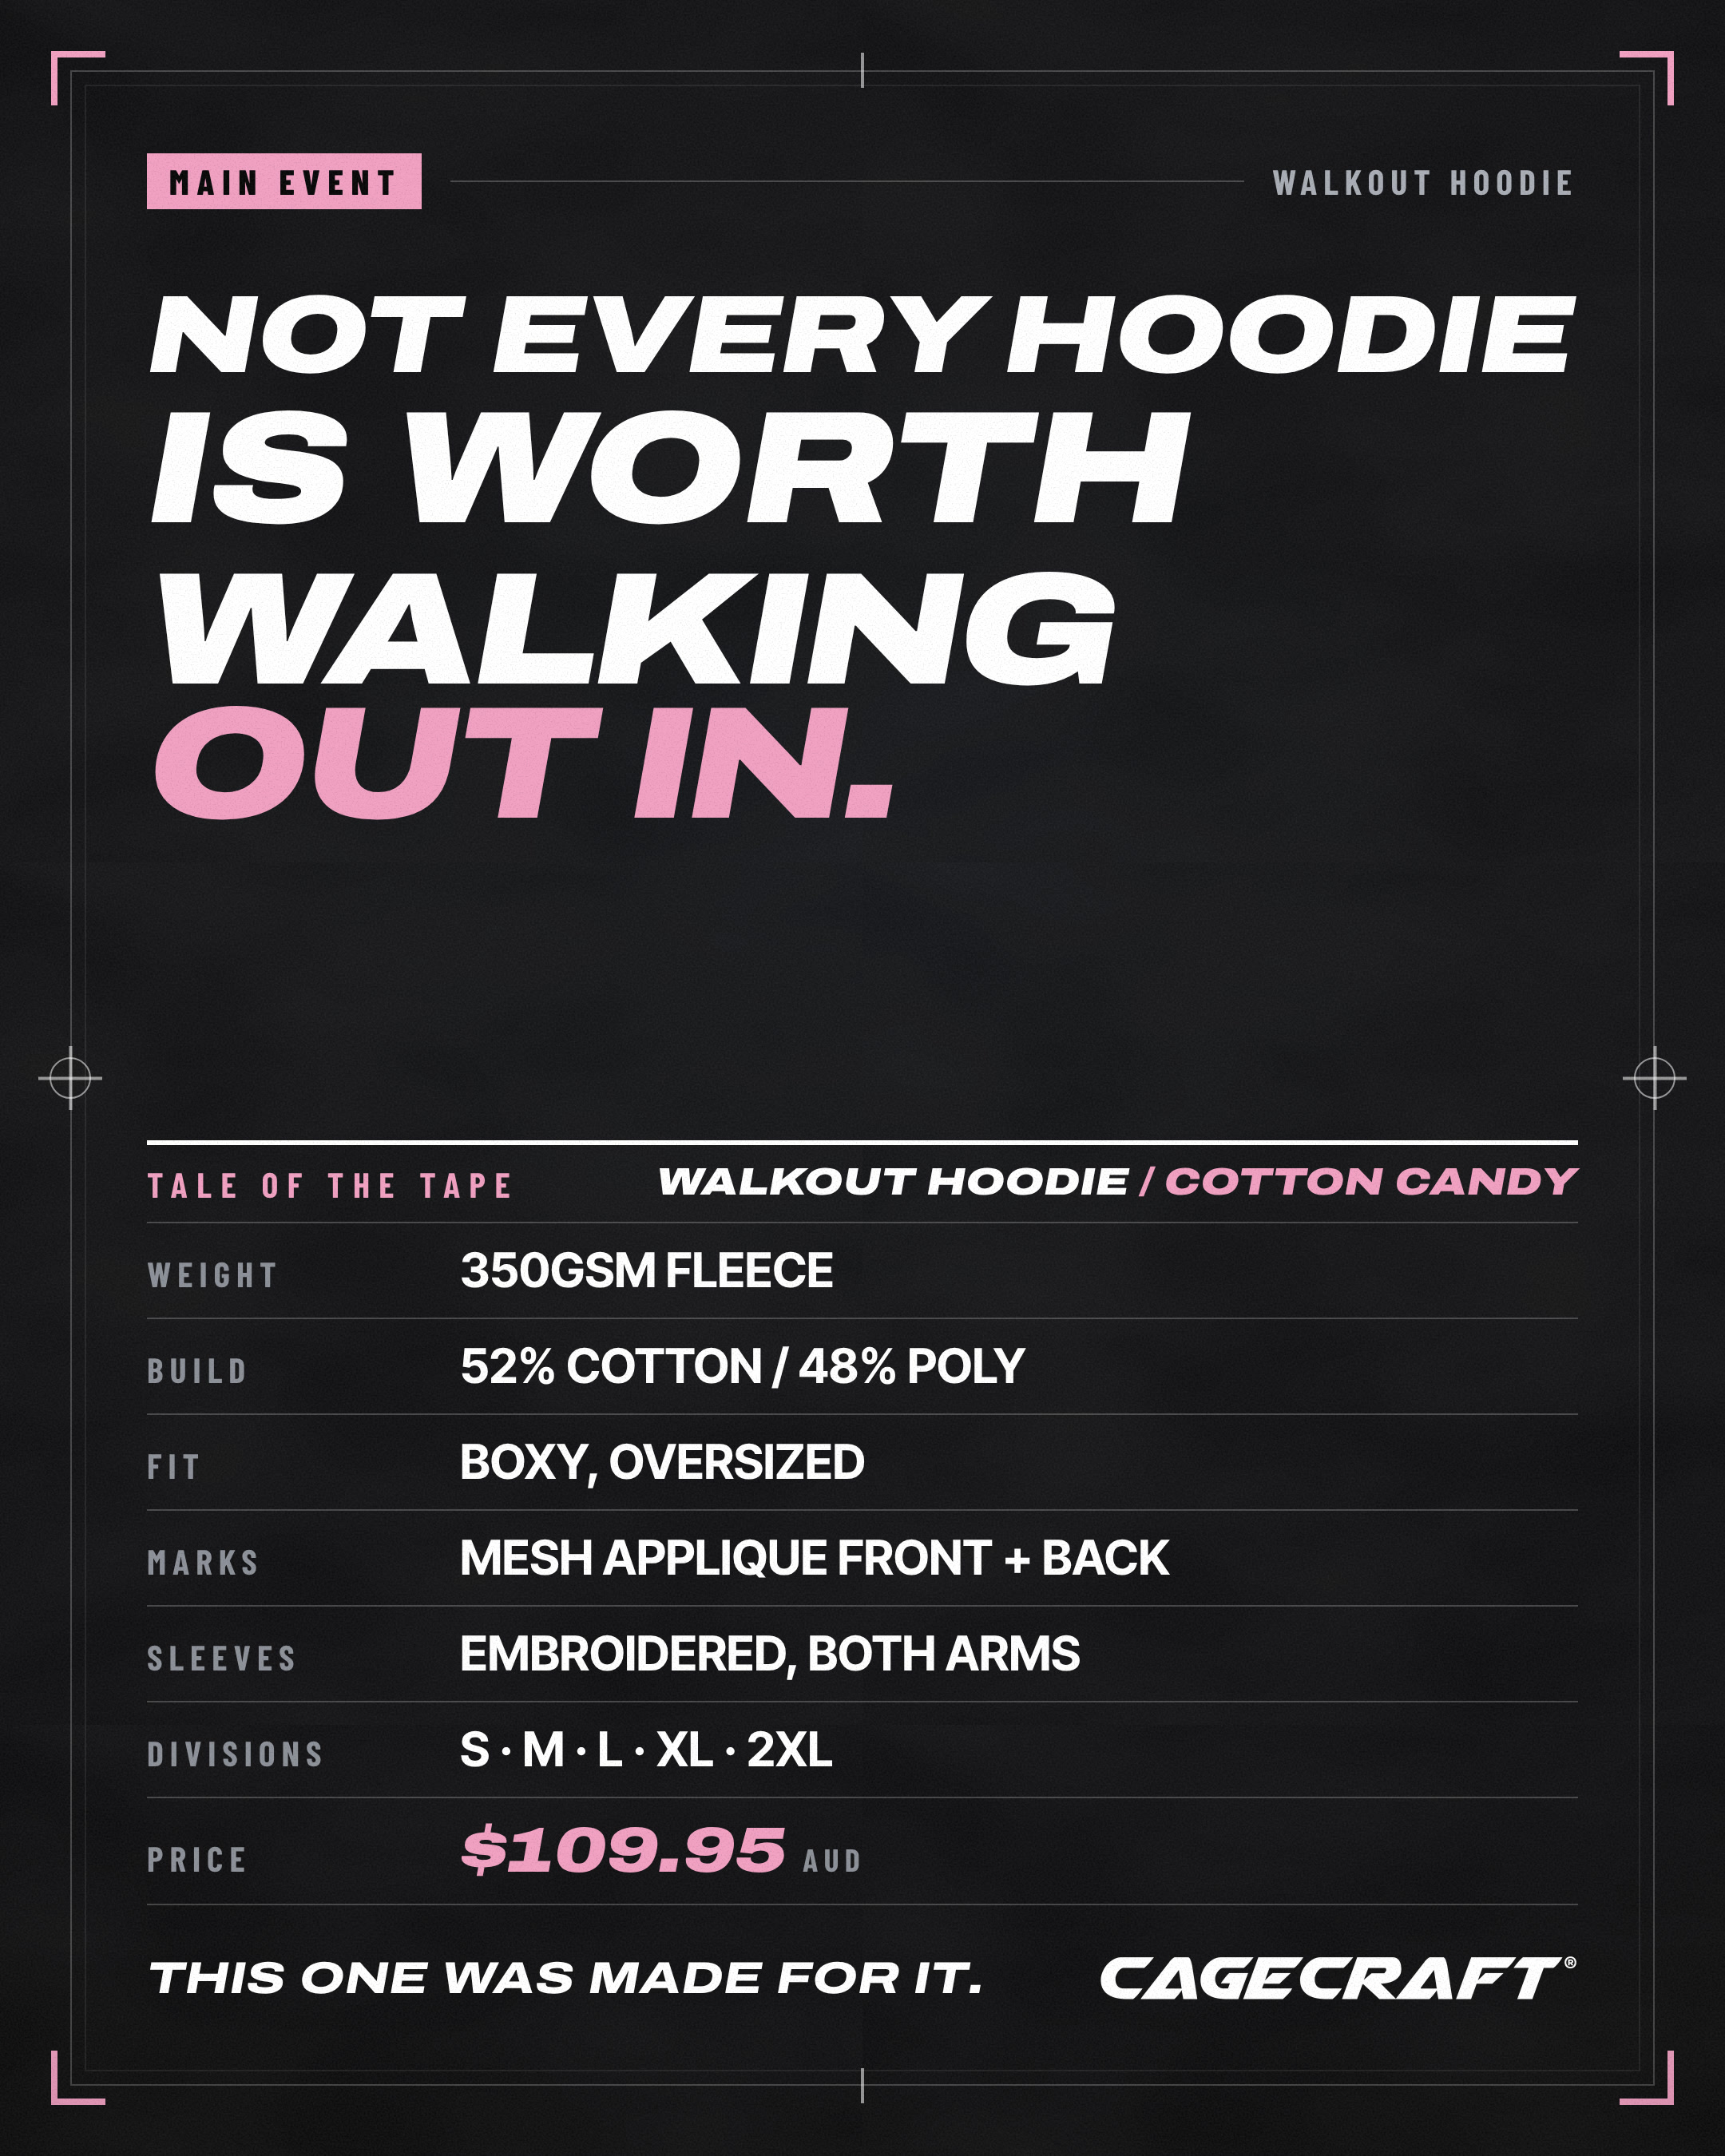 MAIN EVENT
WALKOUT HOODIE
NOT EVERY HOODIE
IS WORTH
WALKING
OUT IN.
TALE OF THE TAPE
WALKOUT HOODIE / COTTON CANDY
WEIGHT 350GSM FLEECE
BUILD 52% COTTON / 48% POLY
FIT BOXY, OVERSIZED
MARKS MESH APPLIQUE FRONT + BACK
SLEEVES EMBROIDERED, BOTH ARMS
DIVISIONS S · M · L · XL · 2XL
PRICE $109.95 AUD
THIS ONE WAS MADE FOR IT.
CAGECRAFT®